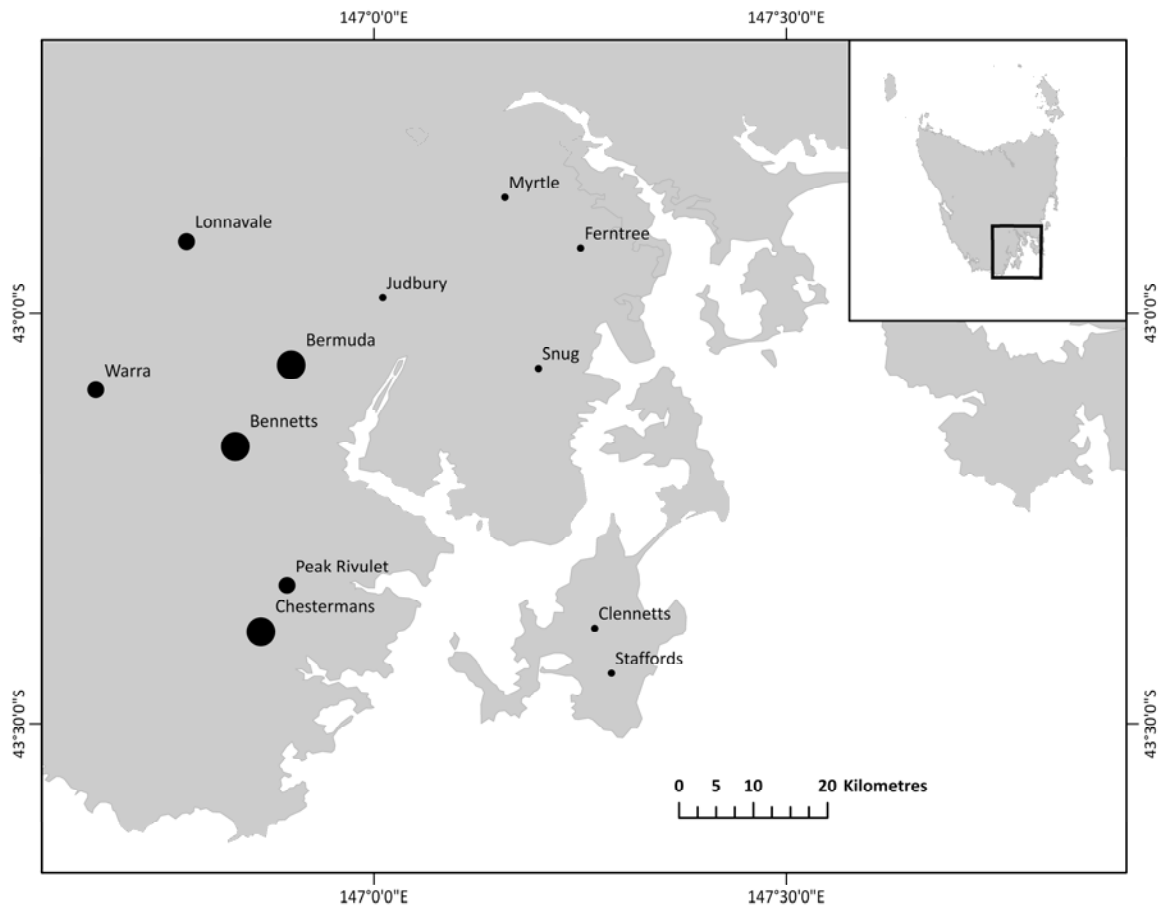 147°0'0"E
147°30'0"E
Myrtle
Lonnavale
Ferntree
Judbury
43°0'0"S
43°0'0"S
Bermuda
Snug
Warra
Bennetts
Peak Rivulet
Chestermans
Clennetts
Staffords
43°30'0"S
43°30'0"S
0 5 10 20 Kilometres
147°0'0"E
147°30'0"E